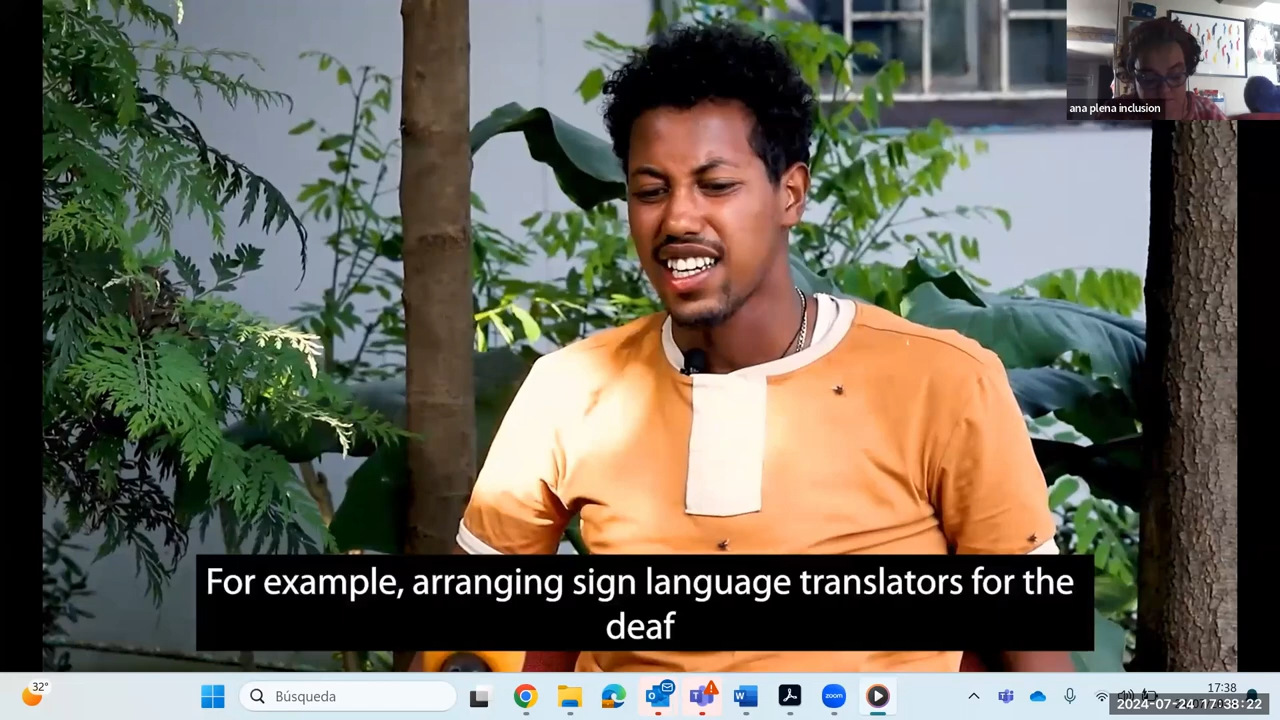 ana plena inclusion
For example, arranging sign language translators for the
deaf
32°
Búsqueda
zoom
17:38
2024-07-24 17:38:22